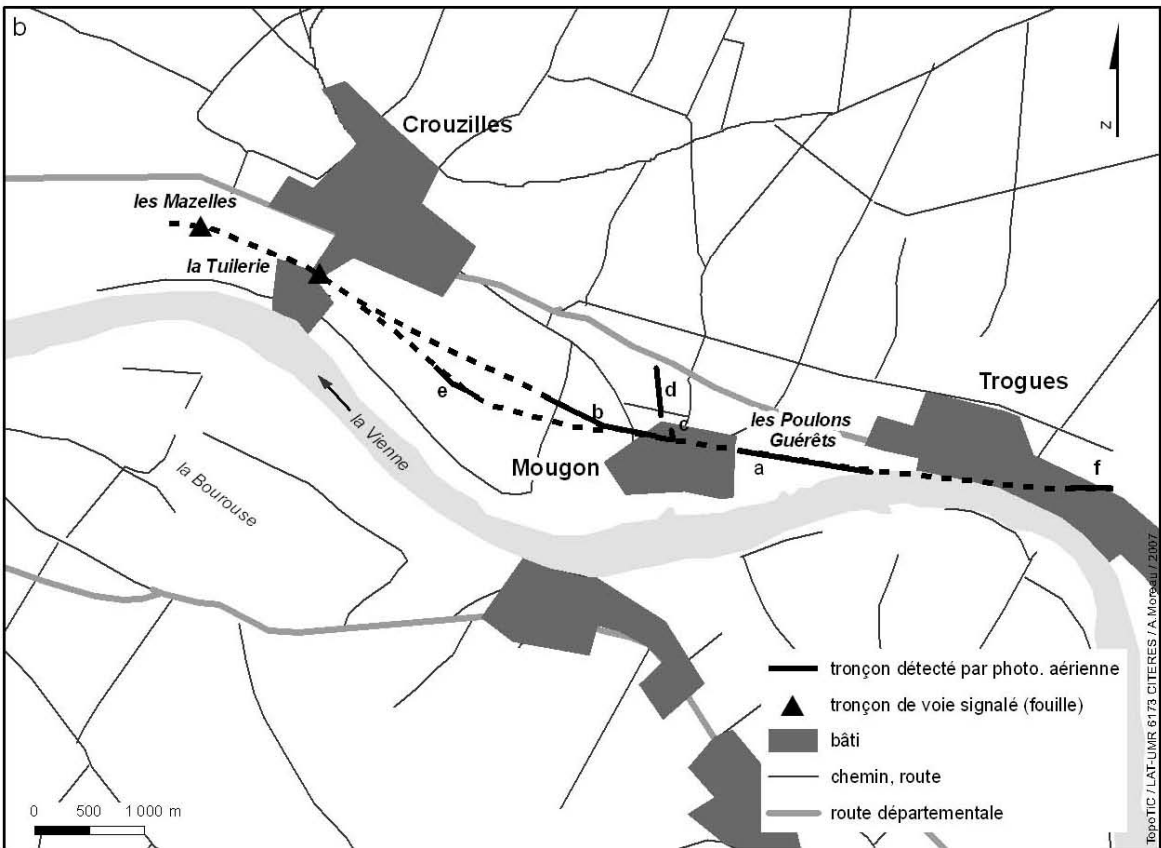 b
Crouzilles
N
les Mazelles
la Tuilerie
Trogues
d
les Poulons
Guérêts
e
b
c
la Vienne
Mougon
a
f
la Bourouse
tronçon détecté par photo. aérienne
tronçon de voie signalé (fouille)
bâti
chemin, route
route départementale
0 500 1 000 m
TopoTiC / LAT-UMR 6173 CITERES / A.Moreau / 2007